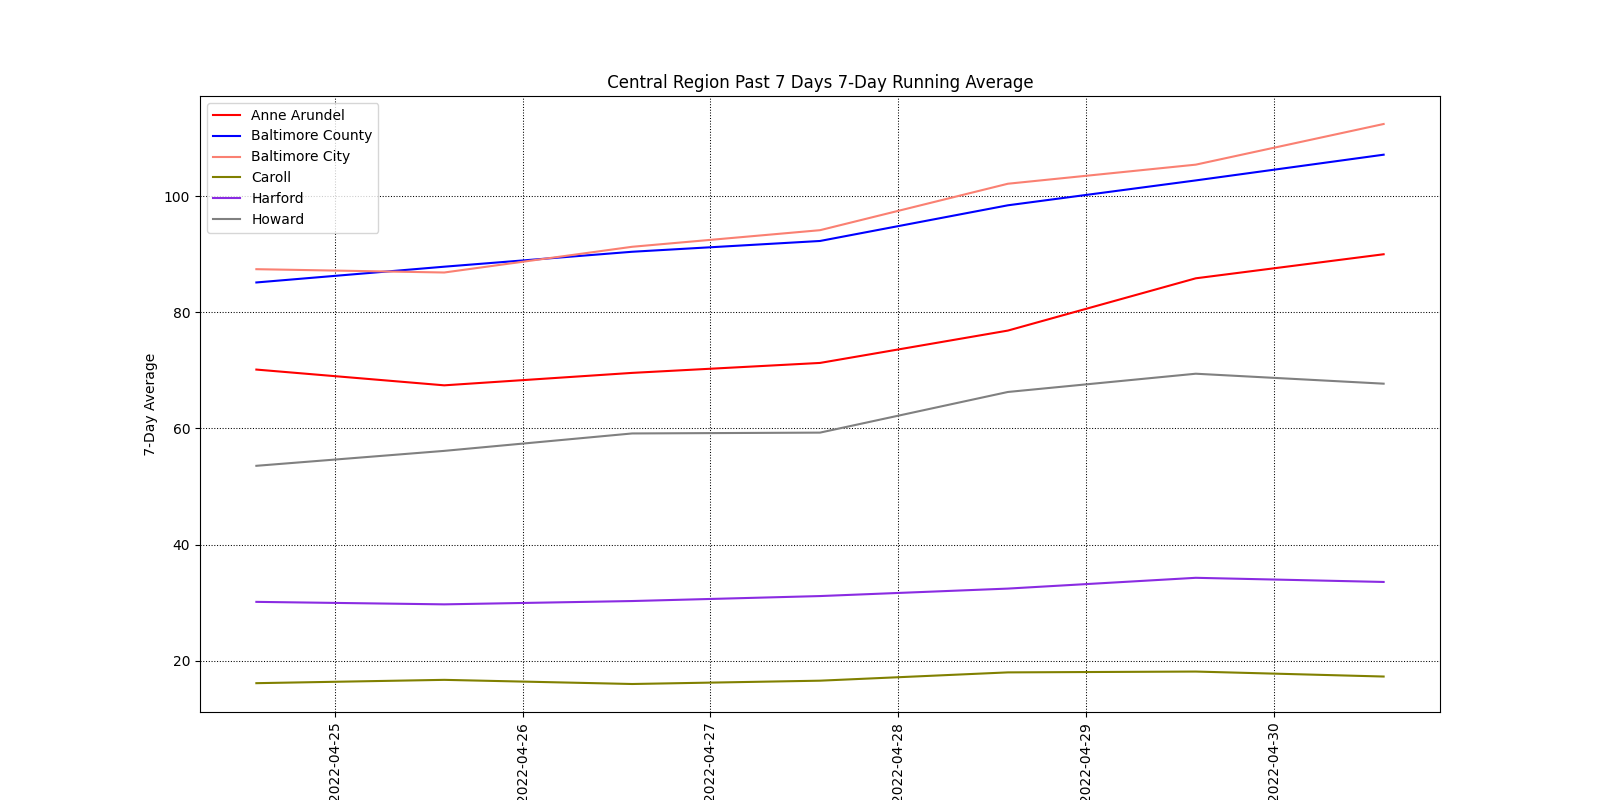 Central Region Past 7 Days 7-Day Running Average
Anne Arundel
Baltimore County
Baltimore City
Caroll
Harford
Howard
7-Day Average
100
80
60
40
20
2022-04-25
2022-04-26
2022-04-27
2022-04-28
2022-04-29
2022-04-30